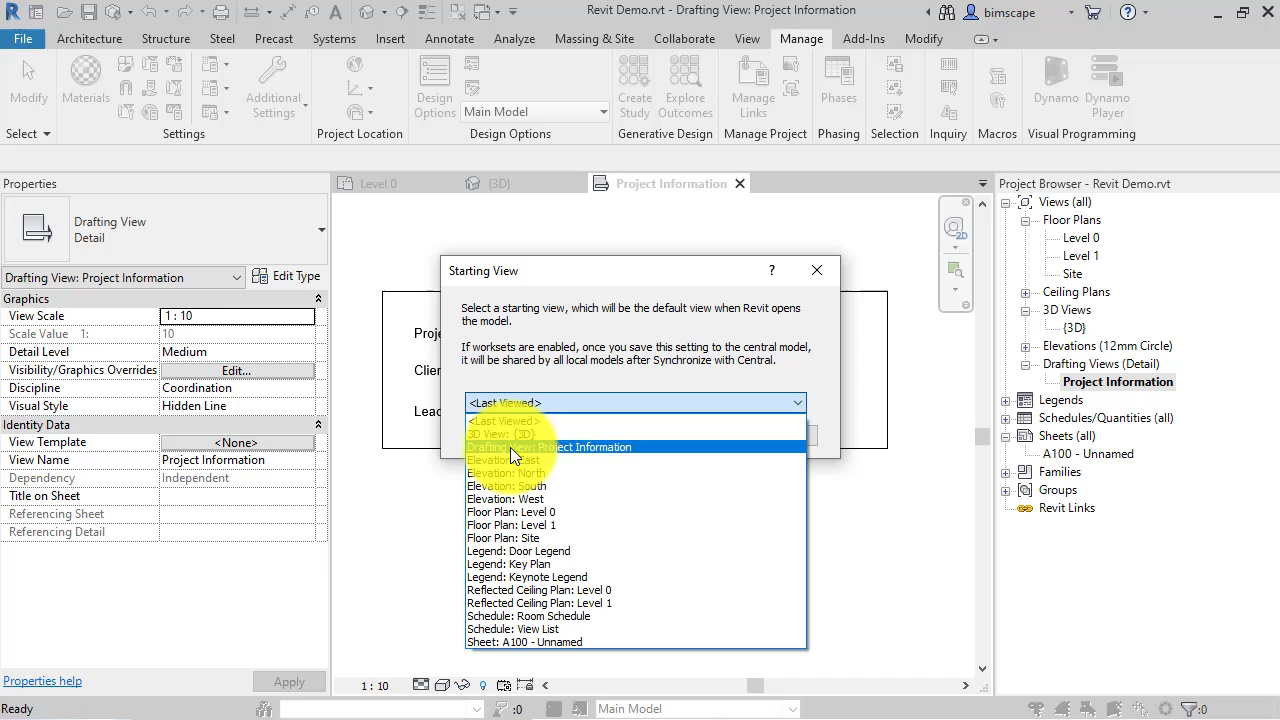 Revit Demo.rvt - Drafting View: Project Information
bimscape
File
Architecture
Structure
Steel
Precast
Systems
Insert
Annotate
Analyze
Massing & Site
Collaborate
View
Manage
Add-Ins
Modify
Modify
Materials
Additional
Settings
Design
Options
Main Model
Create
Study
Explore
Outcomes
Manage
Links
Phases
Dynamo
Dynamo
Player
Select
Settings
Project Location
Design Options
Generative Design
Manage Project
Phasing
Selection
Inquiry
Macros
Visual Programming
Properties
Drafting View
Detail
Drafting View: Project Information
Edit Type
Graphics
View Scale
1 : 10
Scale Value 1:
10
Detail Level
Medium
Visibility/Graphics Overrides
Edit...
Discipline
Coordination
Visual Style
Hidden Line
Identity Data
View Template
<None>
View Name
Project Information
Dependency
Independent
Title on Sheet
Referencing Sheet
Referencing Detail
Properties help
Apply
Level 0
{3D}
Project Information
2D
Starting View
?
Select a starting view, which will be the default view when Revit opens
the model.
If worksets are enabled, once you save this setting to the central model,
it will be shared by all local models after Synchronize with Central.
<Last Viewed>
<Last Viewed>
3D View: {3D}
Drafting View: Project Information
Elevation: East
Elevation: North
Elevation: South
Elevation: West
Floor Plan: Level 0
Floor Plan: Level 1
Floor Plan: Site
Legend: Door Legend
Legend: Key Plan
Legend: Keynote Legend
Reflected Ceiling Plan: Level 0
Reflected Ceiling Plan: Level 1
Schedule: Room Schedule
Schedule: View List
Sheet: A100 - Unnamed
1 : 10
Project Browser - Revit Demo.rvt
Views (all)
Floor Plans
Level 0
Level 1
Site
Ceiling Plans
3D Views
{3D}
Elevations (12mm Circle)
Drafting Views (Detail)
Project Information
Legends
Schedules/Quantities (all)
Sheets (all)
A100 - Unnamed
Families
Groups
Revit Links
Ready
:0
Main Model
:0